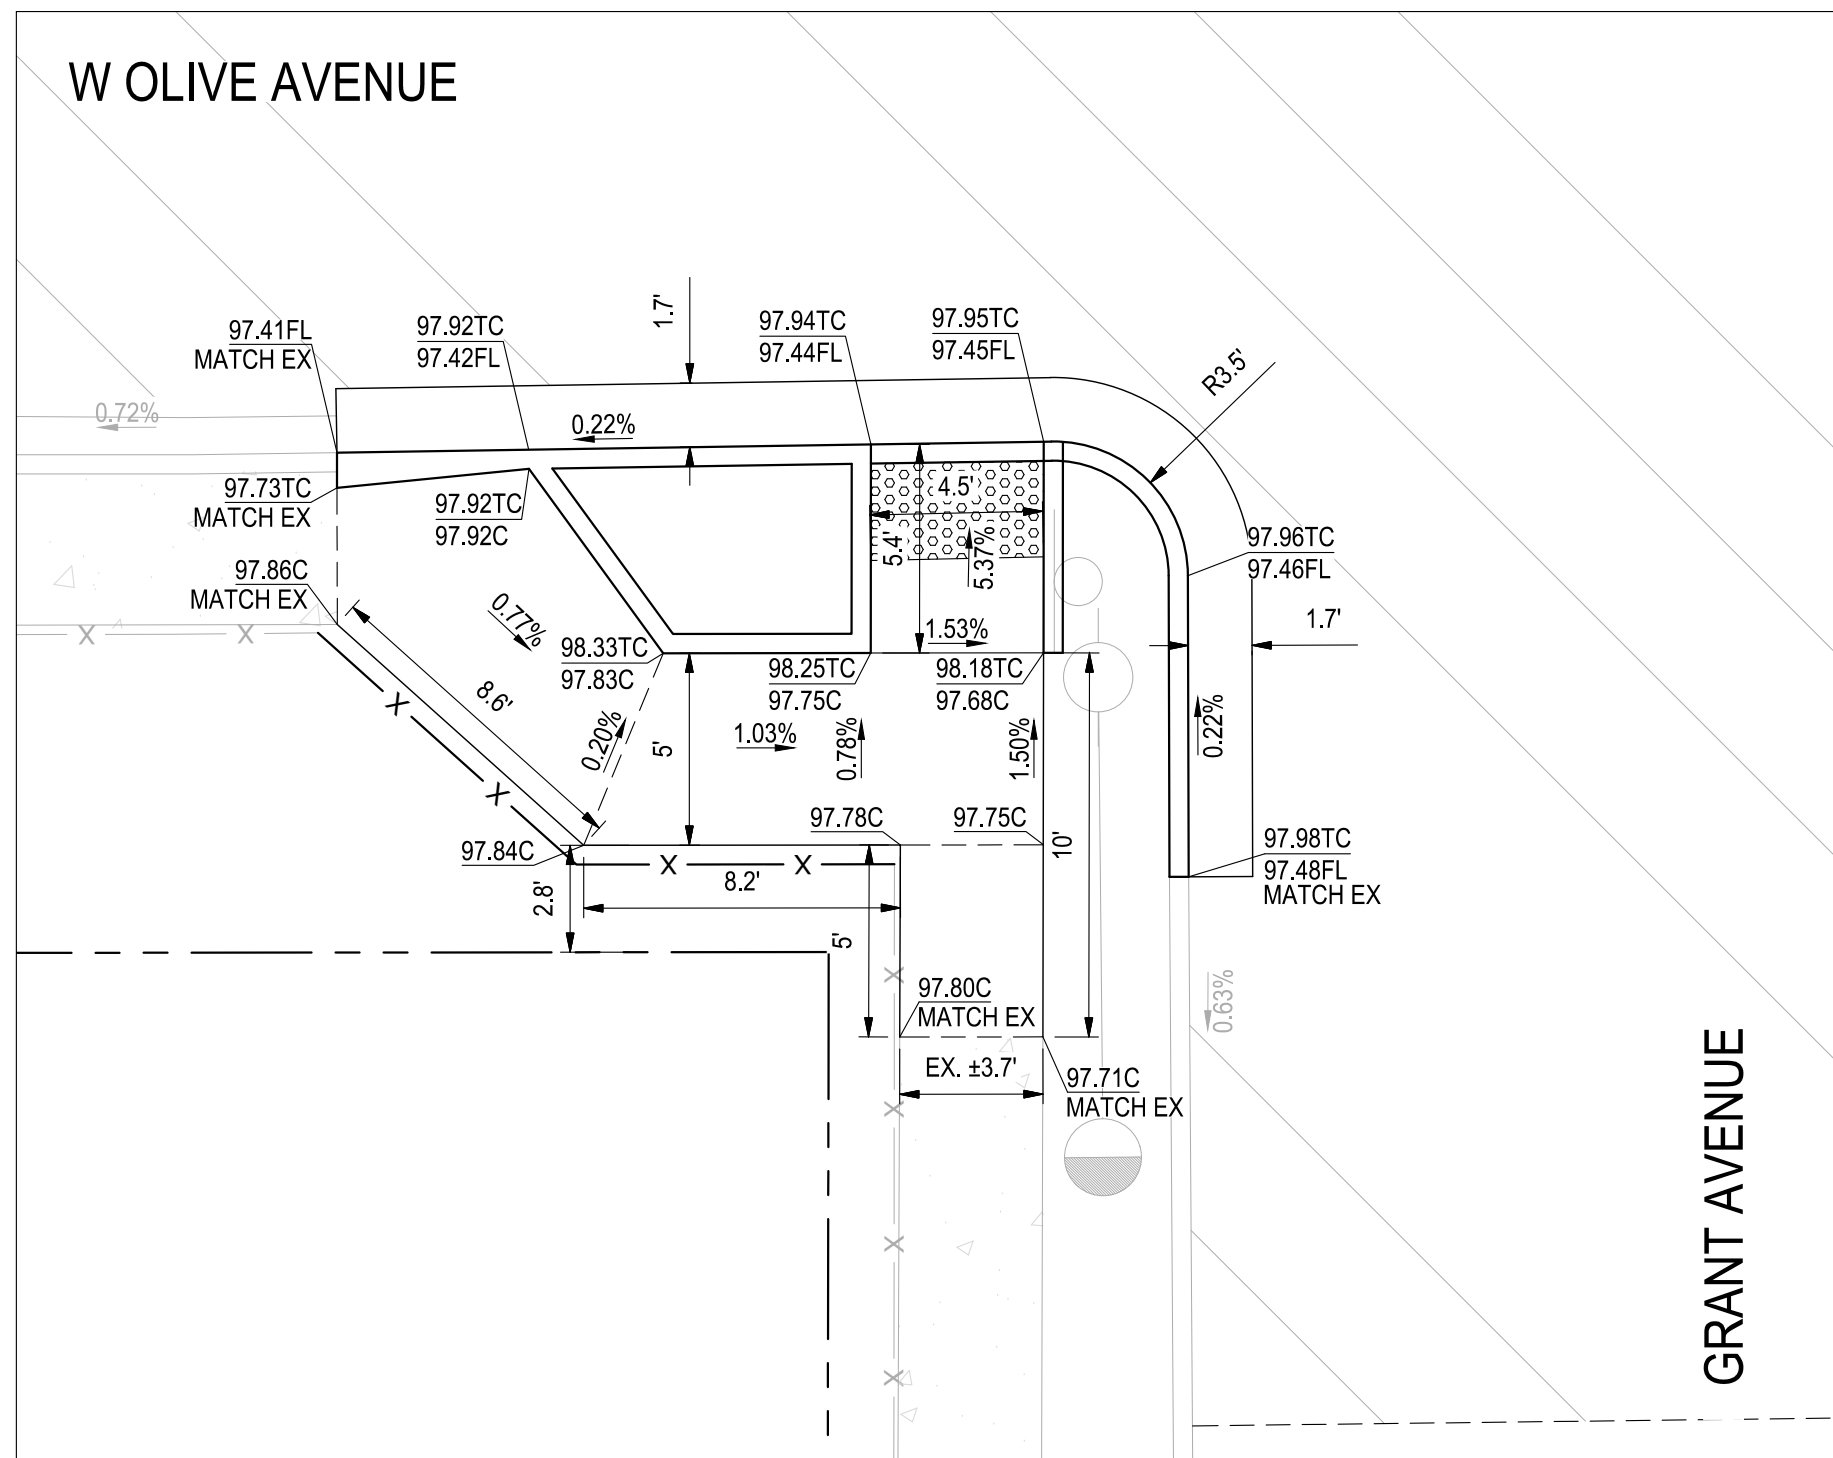 W OLIVE AVENUE
1.7'
97.41FL
MATCH EX
97.92TC
97.42FL
97.94TC
97.44FL
97.95TC
97.45FL
R3.5'
0.72%
0.22%
97.73TC
MATCH EX
97.92TC
97.92C
4.5'
5.4'
5.37%
97.96TC
97.46FL
97.86C
MATCH EX
0.77%
1.53%
1.7'
98.33TC
97.83C
98.25TC
97.75C
98.18TC
97.68C
X
X
X
8.6'
0.20%
5'
1.03%
0.78%
1.50%
0.22%
X
97.84C
97.78C
97.75C
10'
97.98TC
97.48FL
MATCH EX
X
X
8.2'
2.8'
5'
X
97.80C
MATCH EX
0.63%
EX. ±3.7'
97.71C
MATCH EX
X
X
X
GRANT AVENUE